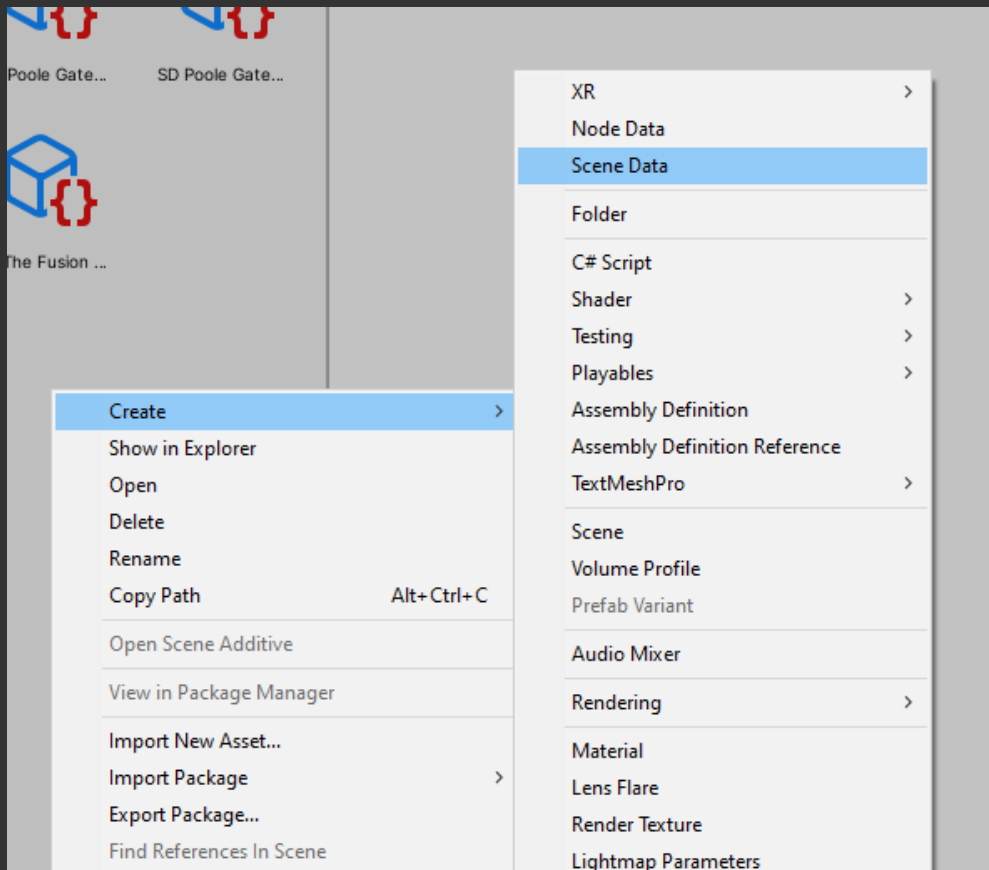 Poole Gate...
SD Poole Gate...
The Fusion ...
Create
Show in Explorer
Open
Delete
Rename
Copy Path Alt+Ctrl+C
Open Scene Additive
View in Package Manager
Import New Asset...
Import Package
Export Package...
Find References In Scene
XR
Node Data
Scene Data
Folder
C# Script
Shader
Testing
Playables
Assembly Definition
Assembly Definition Reference
TextMeshPro
Scene
Volume Profile
Prefab Variant
Audio Mixer
Rendering
Material
Lens Flare
Render Texture
Lightmap Parameters